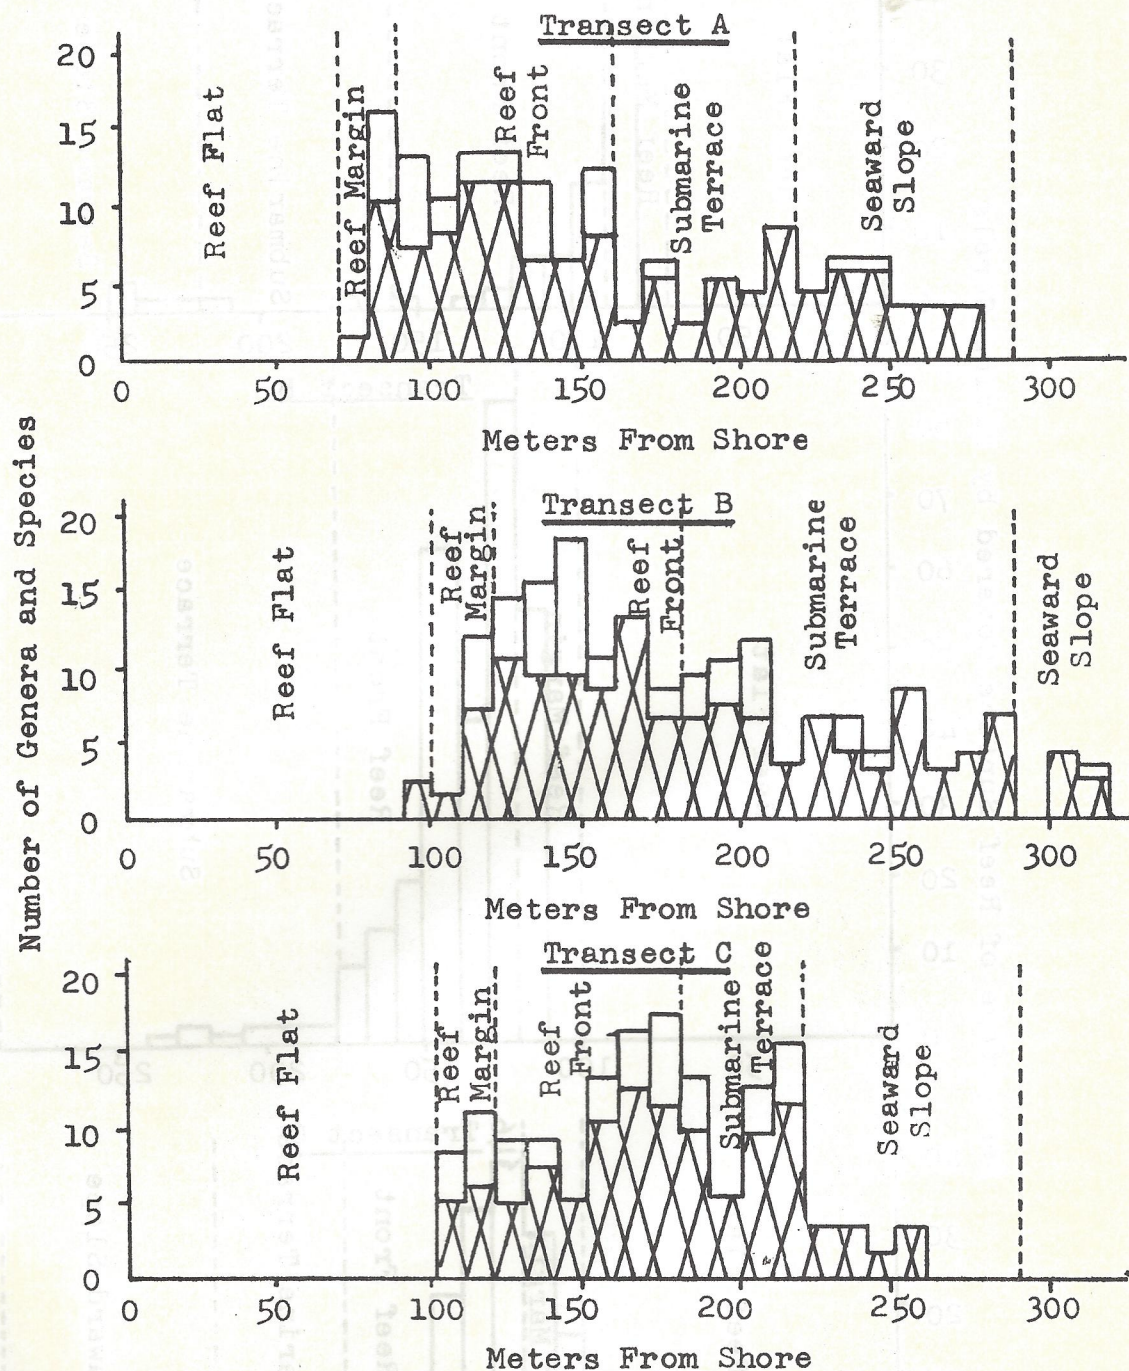 Number of Genera and Species
Transect A
20
15
10
5
0
Reef Flat
Reef Margin
Reef
Front
Submarine
Terrace
Seaward
Slope
0 50 100 150 200 250 300
Meters From Shore
Transect B
20
15
10
5
0
Reef Flat
Reef
Margin
Reef
Front
Submarine
Terrace
Seaward
Slope
0 50 100 150 200 250 300
Meters From Shore
Transect C
20
15
10
5
0
Reef Flat
Reef
Margin
Reef
Front
Submarine
Terrace
Seaward
Slope
0 50 100 150 200 250 300
Meters From Shore